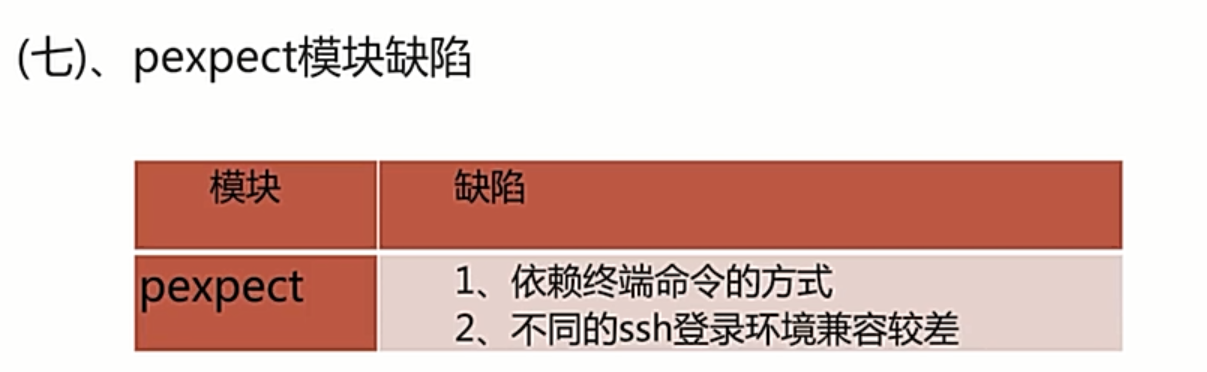 (七)、pexpect模块缺陷
模块 缺陷
pexpect 1、依赖终端命令的方式
2、不同的ssh登录环境兼容较差